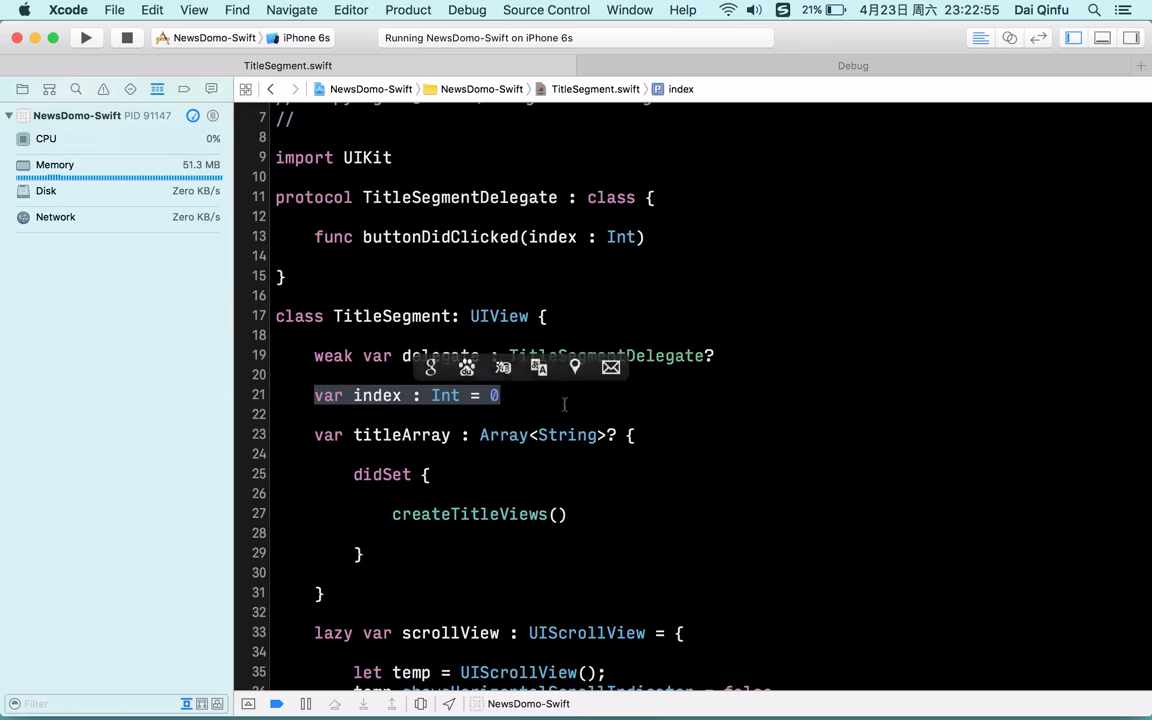 Xcode File Edit View Find Navigate Editor Product Debug Source Control Window Help 21% 4月23日 周六 23:22:55 Dai Qinfu
NewsDomo-Swift iPhone 6s Running NewsDomo-Swift on iPhone 6s
TitleSegment.swift Debug
NewsDomo-Swift NewsDomo-Swift TitleSegment.swift P index
NewsDomo-Swift PID 91147
CPU 0%
Memory 51.3 MB
Disk Zero KB/s
Network Zero KB/s
7 //
8
9 import UIKit
10
11 protocol TitleSegmentDelegate : class {
12
13 func buttonDidClicked(index : Int)
14
15 }
16
17 class TitleSegment: UIView {
18
19 weak var delegate : TitleSegmentDelegate?
20
21 var index : Int = 0
22
23 var titleArray : Array<String>? {
24
25 didSet {
26
27 createTitleViews()
28
29 }
30
31 }
32
33 lazy var scrollView : UIScrollView = {
34
35 let temp = UIScrollView();
Filter NewsDomo-Swift